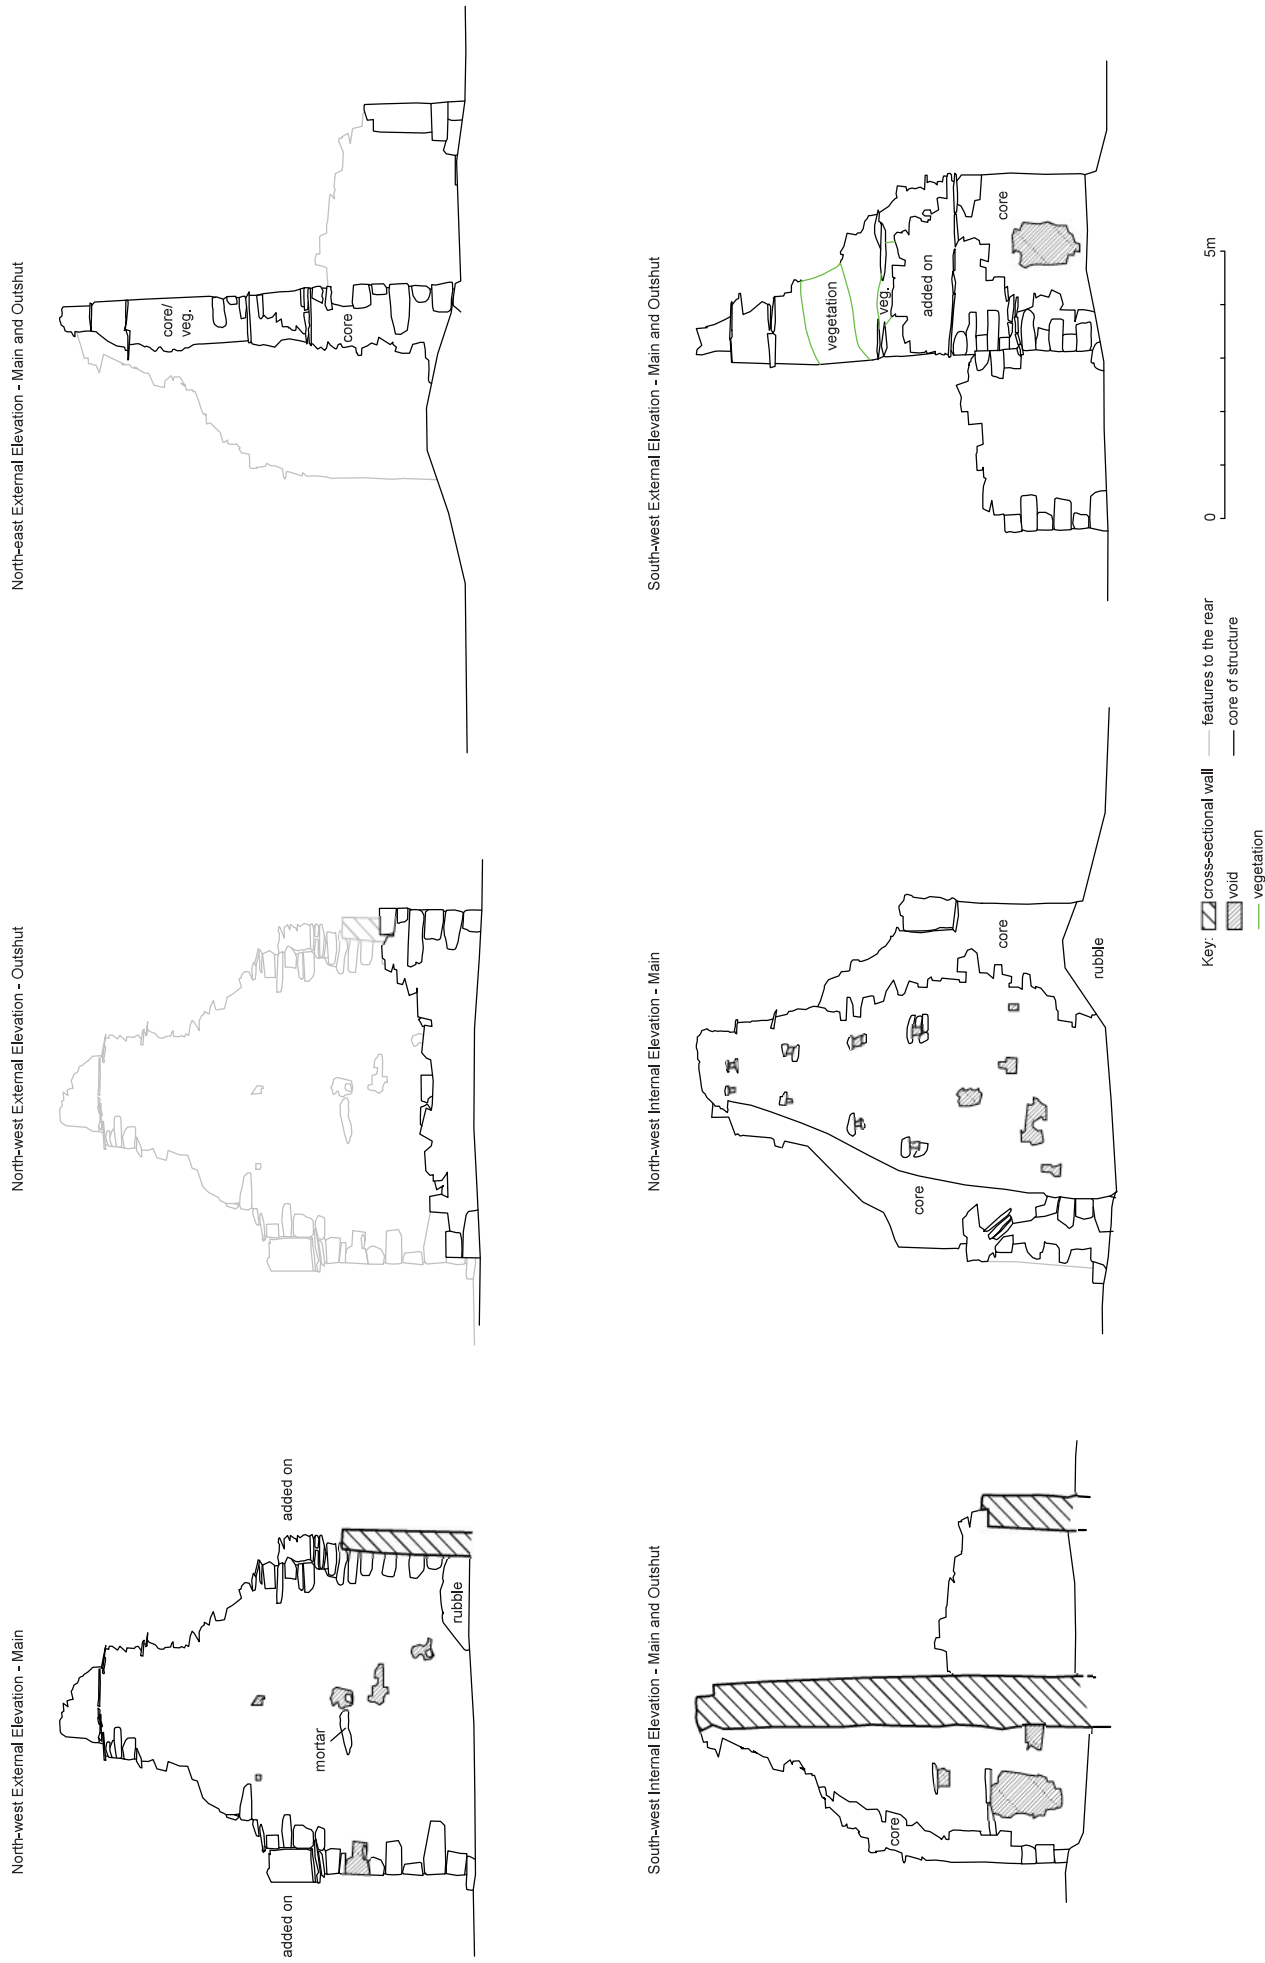 North-west External Elevation - Main
added on
added on
mortar
rubble
North-west External Elevation - Outshut
North-east External Elevation - Main and Outshut
core/
veg.
core
South-west Internal Elevation - Main and Outshut
core
North-west Internal Elevation - Main
core
core
rubble
South-west External Elevation - Main and Outshut
vegetation
veg.
added on
core
Key:
cross-sectional wall
void
vegetation
features to the rear
core of structure
0
5m